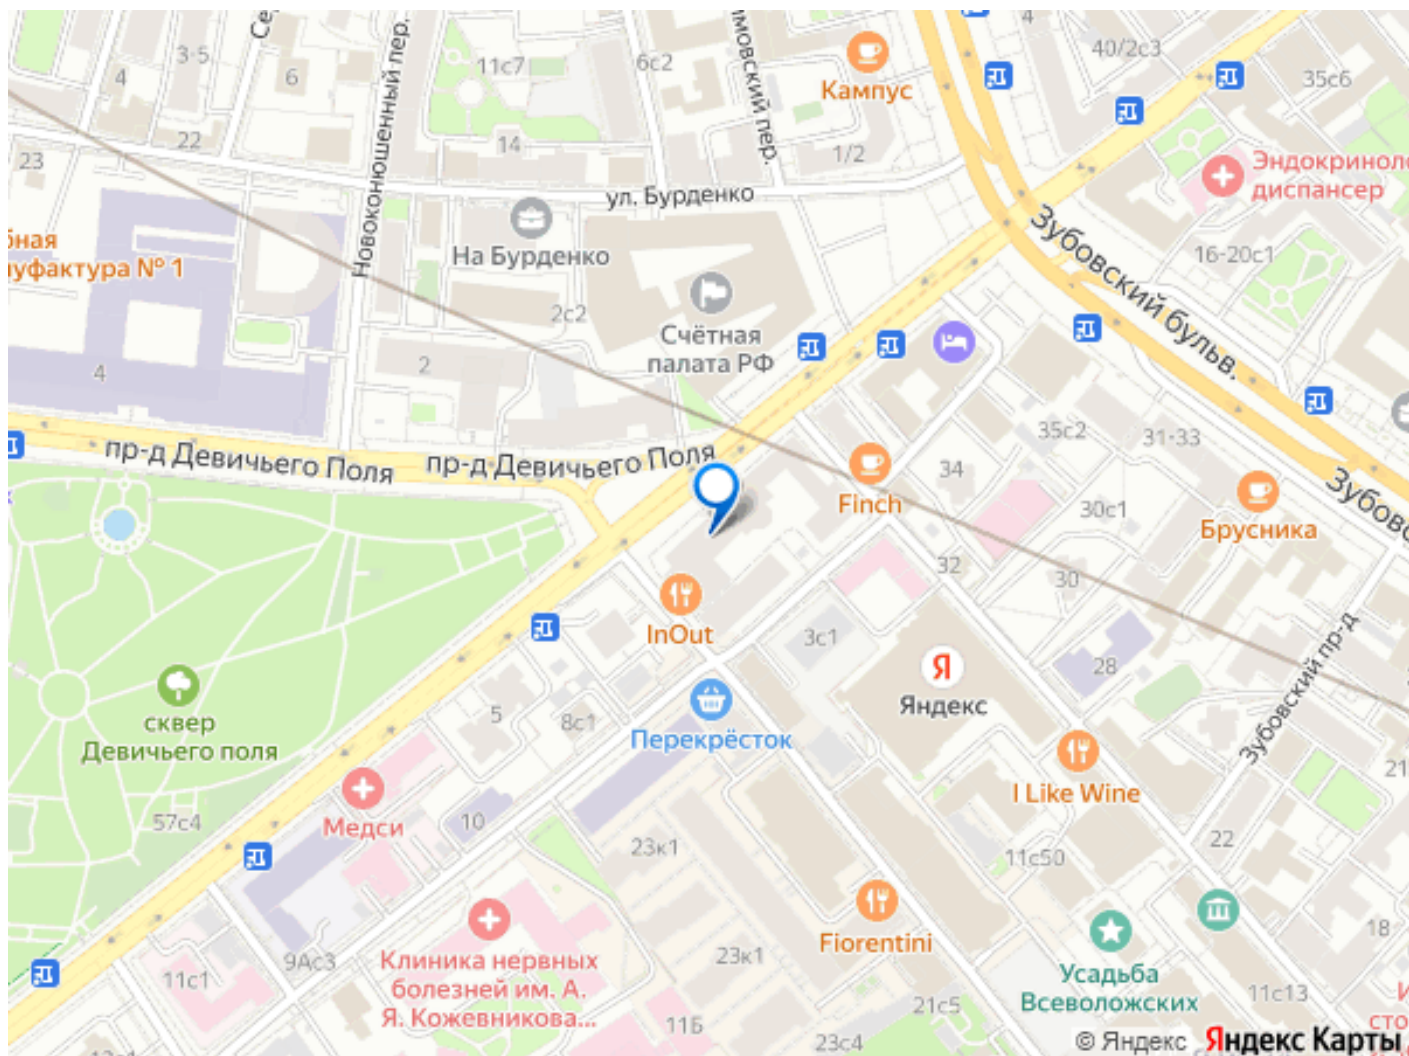 Новоконюшенный пер.
3-5
4
6
11с7
6с2
Кампус
4
40/2с3
35с6
22
23
14
1/2
ул. Бурденко
Эндокриноло
диспансер
бная
уфактура № 1
На Бурденко
Зубовский бульв.
16-20с1
2с2
Счётная
палата РФ
4
2
пр-д Девичьего Поля
пр-д Девичьего Поля
35с2
31-33
34
Finch
30с1
Брусника
Зубовс
32
30
InOut
3с1
28
Я
Яндекс
Зубовский пр-д
сквер
Девичьего поля
5
8с1
Перекрёсток
I Like Wine
21
Медси
57с4
10
23к1
11с50
22
Fiorentini
18
9Ас3
11с1
Клиника нервных
болезней им. А.
Я. Кожевникова...
23к1
Усадьба
Всеволожских
11с13
21с5
11Б
23с4
И
сто
© Яндекс Яндекс Карты